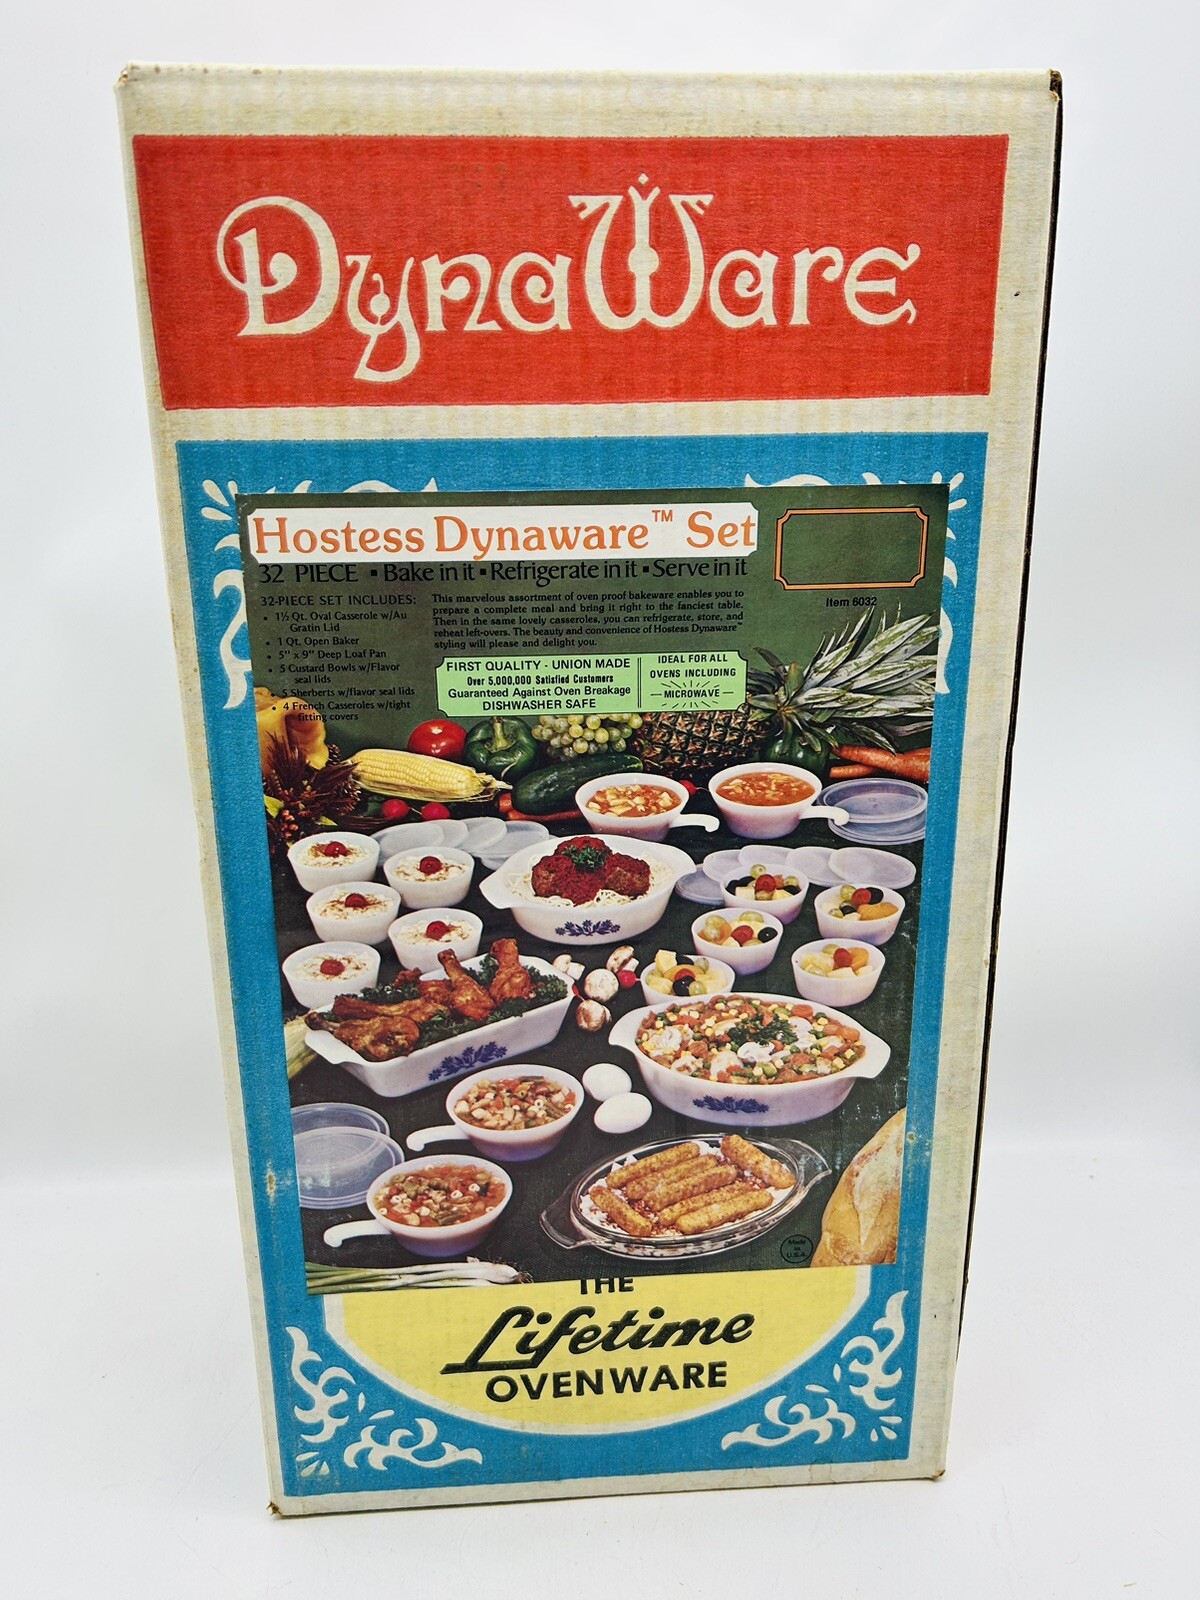 DynaWare
Hostess Dynaware™ Set
32 PIECE ▪ Bake in it ▪ Refrigerate in it ▪ Serve in it
Item 6032
32-PIECE SET INCLUDES:
• 1½ Qt. Oval Casserole w/Au
Gratin Lid
• 1 Qt. Open Baker
• 5" x 9" Deep Loaf Pan
• 5 Custard Bowls w/Flavor
seal lids
• 5 Sherberts w/flavor seal lids
• 4 French Casseroles w/tight
fitting covers
This marvelous assortment of oven proof bakeware enables you to
prepare a complete meal and bring it right to the fanciest table.
Then in the same lovely casseroles, you can refrigerate, store, and
reheat left-overs. The beauty and convenience of Hostess Dynaware™
styling will please and delight you.
FIRST QUALITY - UNION MADE
Over 5,000,000 Satisfied Customers
Guaranteed Against Oven Breakage
DISHWASHER SAFE
IDEAL FOR ALL
OVENS INCLUDING
MICROWAVE
Made
in
U.S.A.
THE
Lifetime
OVENWARE